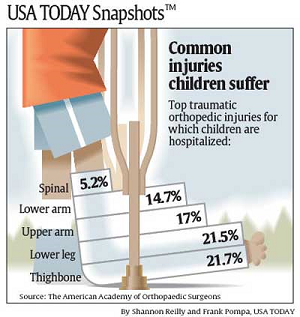 USA TODAY Snapshots™
Common
injuries
children suffer
Top traumatic
orthopedic injuries for
which children are
hospitalized:
Spinal 5.2%
Lower arm 14.7%
Upper arm 17%
Lower leg 21.5%
Thighbone 21.7%
Source: The American Academy of Orthopaedic Surgeons
By Shannon Reilly and Frank Pompa, USA TODAY